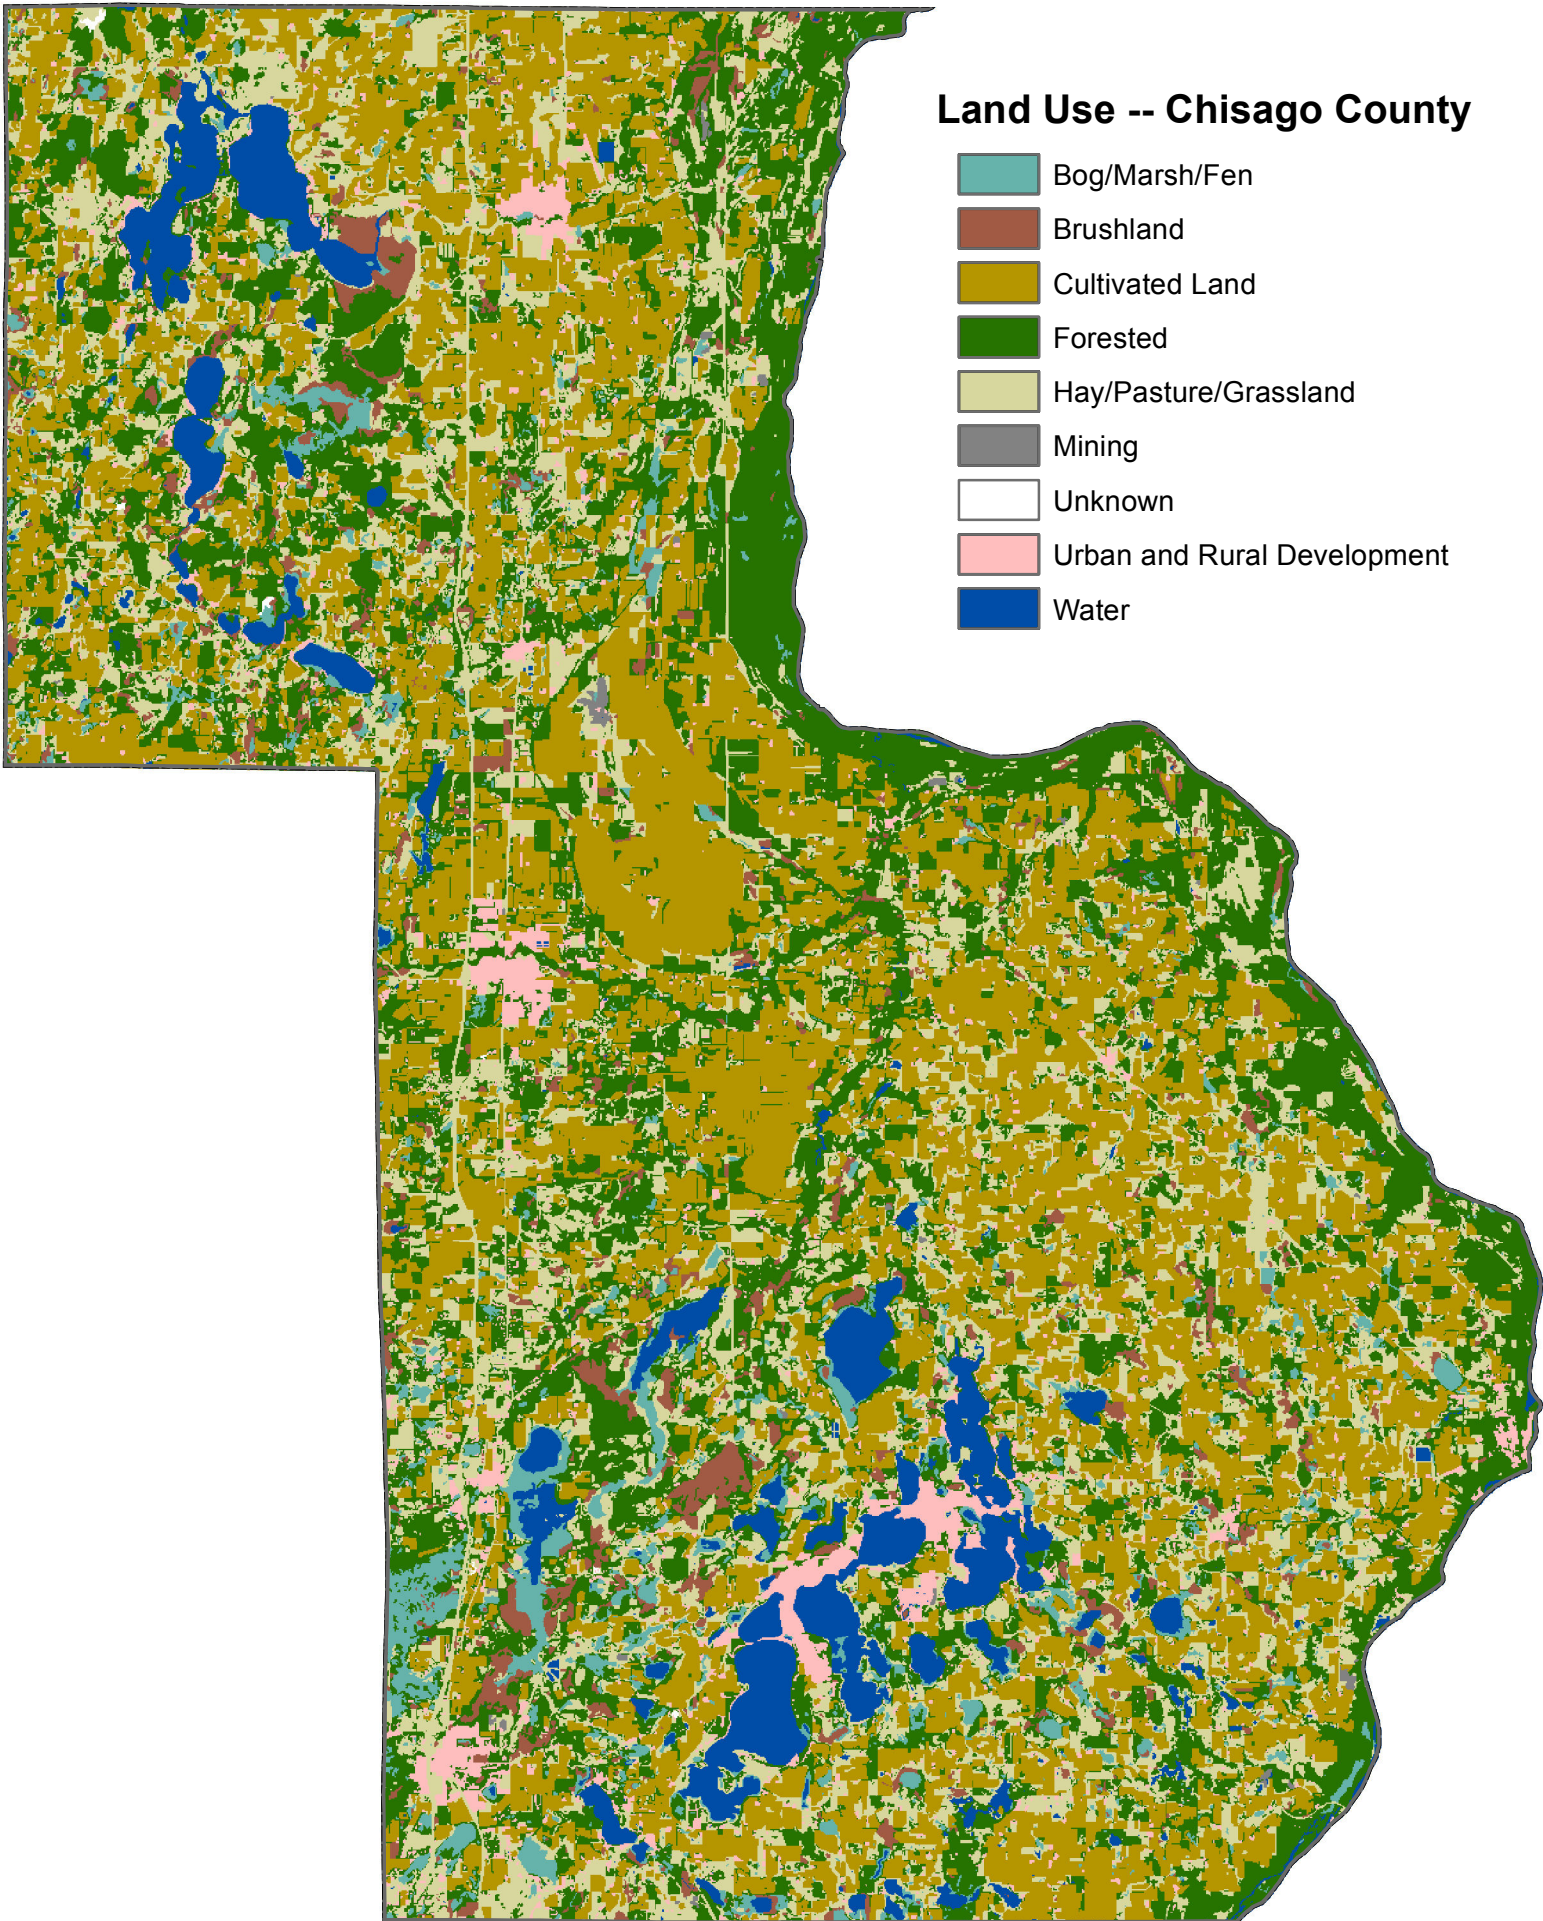 Land Use -- Chisago County
Bog/Marsh/Fen
Brushland
Cultivated Land
Forested
Hay/Pasture/Grassland
Mining
Unknown
Urban and Rural Development
Water